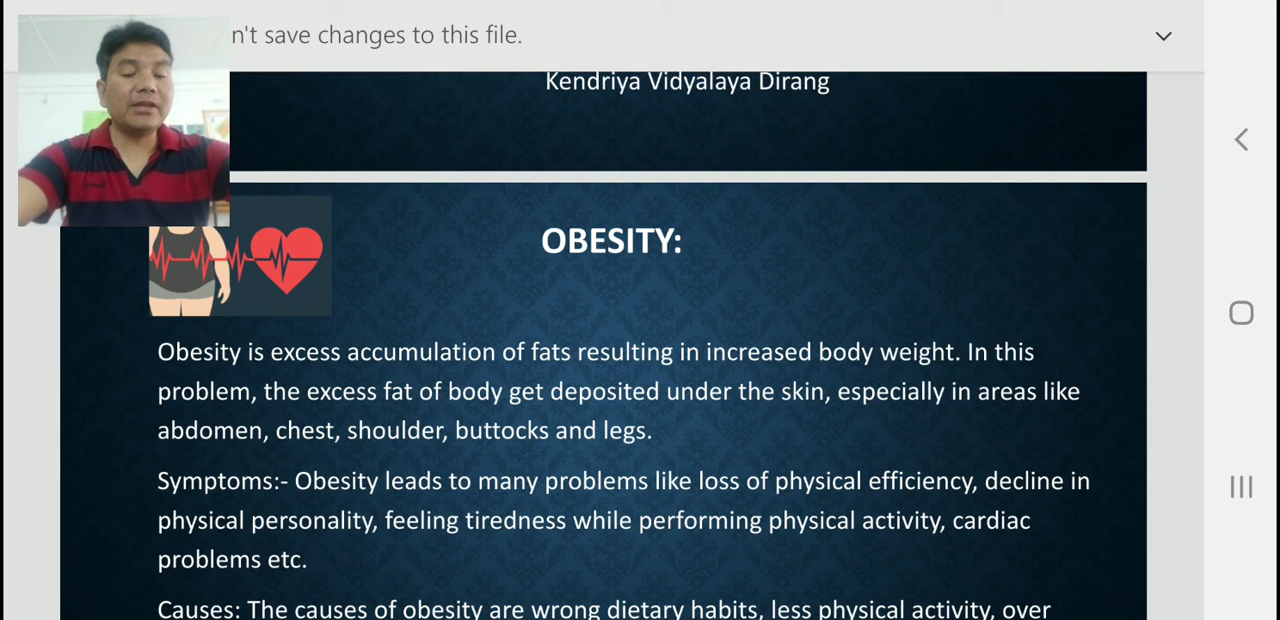 n't save changes to this file.
Kendriya Vidyalaya Dirang
OBESITY:
Obesity is excess accumulation of fats resulting in increased body weight. In this
problem, the excess fat of body get deposited under the skin, especially in areas like
abdomen, chest, shoulder, buttocks and legs.
Symptoms:- Obesity leads to many problems like loss of physical efficiency, decline in
physical personality, feeling tiredness while performing physical activity, cardiac
problems etc.
Causes: The causes of obesity are wrong dietary habits, less physical activity, over